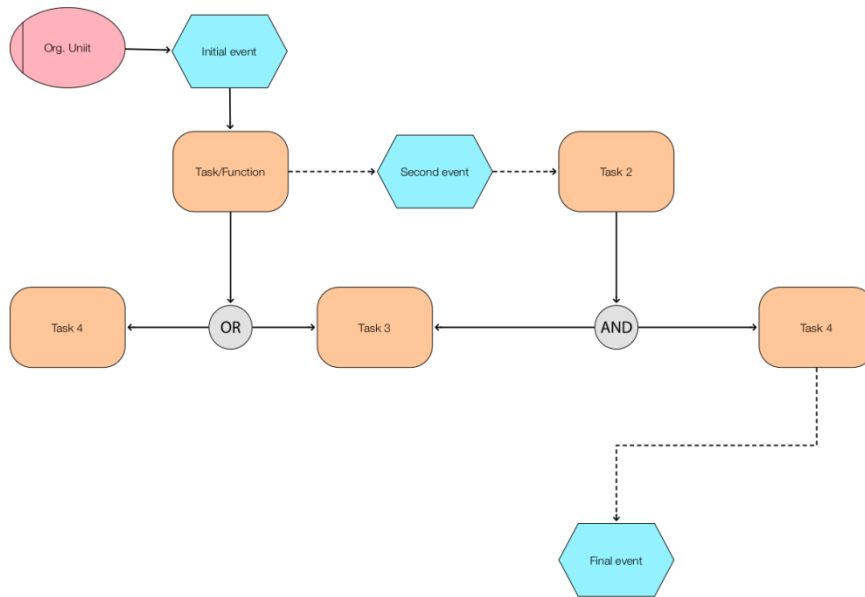 Org. Uniit
Initial event
Task/Function
Second event
Task 2
Task 4
OR
Task 3
AND
Task 4
Final event